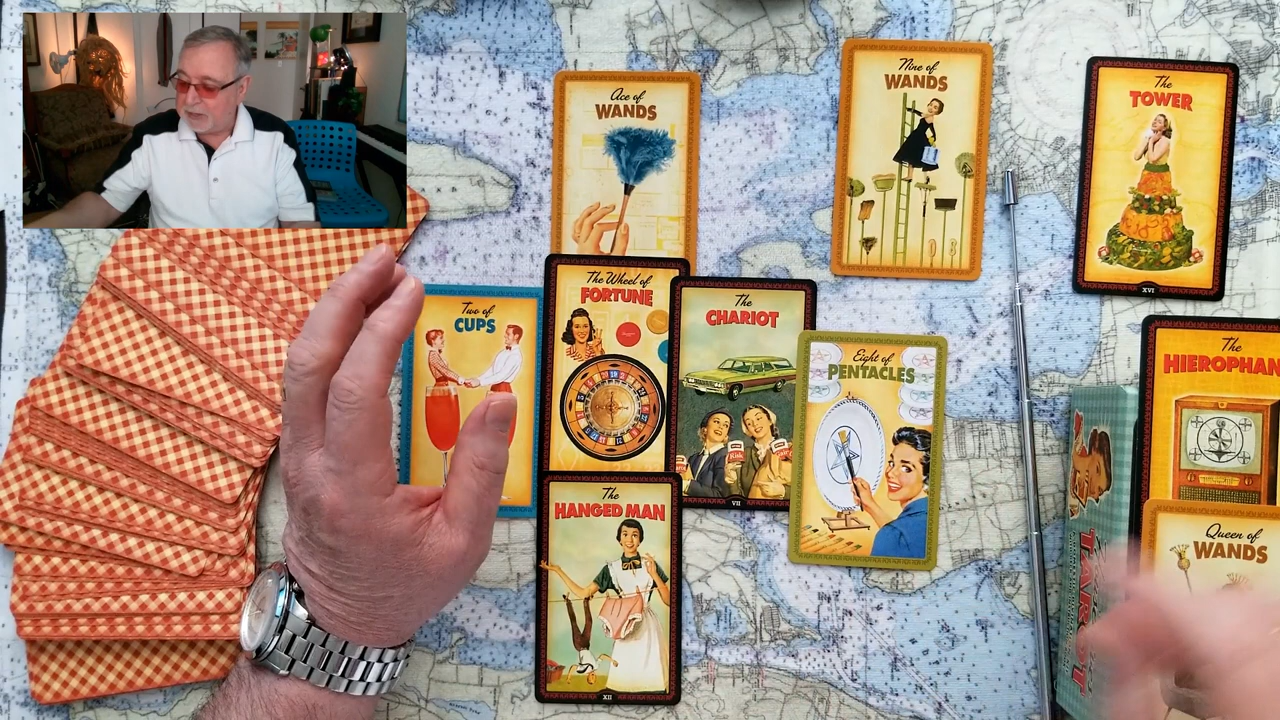 Ace of
WANDS
Nine of
WANDS
The
TOWER
XVI
Two of
CUPS
The Wheel of
FORTUNE
The
CHARIOT
VII
Eight of
PENTACLES
The
HIEROPHAN
The
HANGED MAN
XII
Queen of
WANDS
TAROT